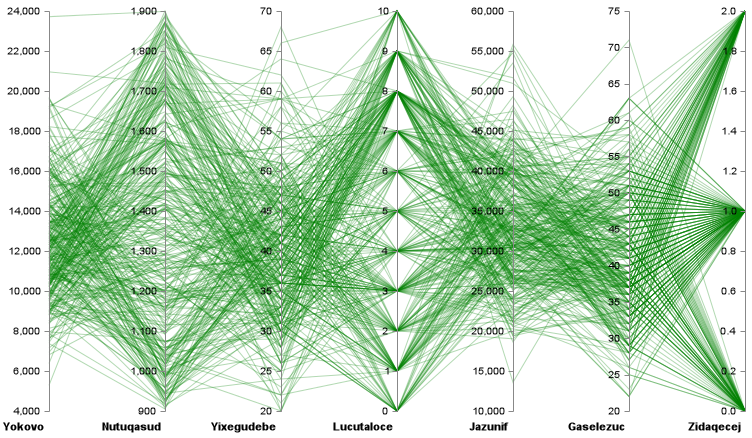 24,000 1,900 70 10 60,000 75 2.0
22,000 1,800 65 9 55,000 70 1.8
20,000 1,700 60 8 50,000 65 1.6
18,000 1,600 55 7 45,000 60 1.4
16,000 1,500 50 6 40,000 55 1.2
14,000 1,400 45 5 35,000 50 1.0
12,000 1,300 40 4 30,000 45 0.8
10,000 1,200 35 3 25,000 40 0.6
8,000 1,100 30 2 20,000 35 0.4
6,000 1,000 25 1 15,000 30 0.2
4,000 900 20 0 10,000 25 0.0
20
Yokovo Nutuqasud Yixegudebe Lucutaloce Jazunif Gaselezuc Zidaqecej